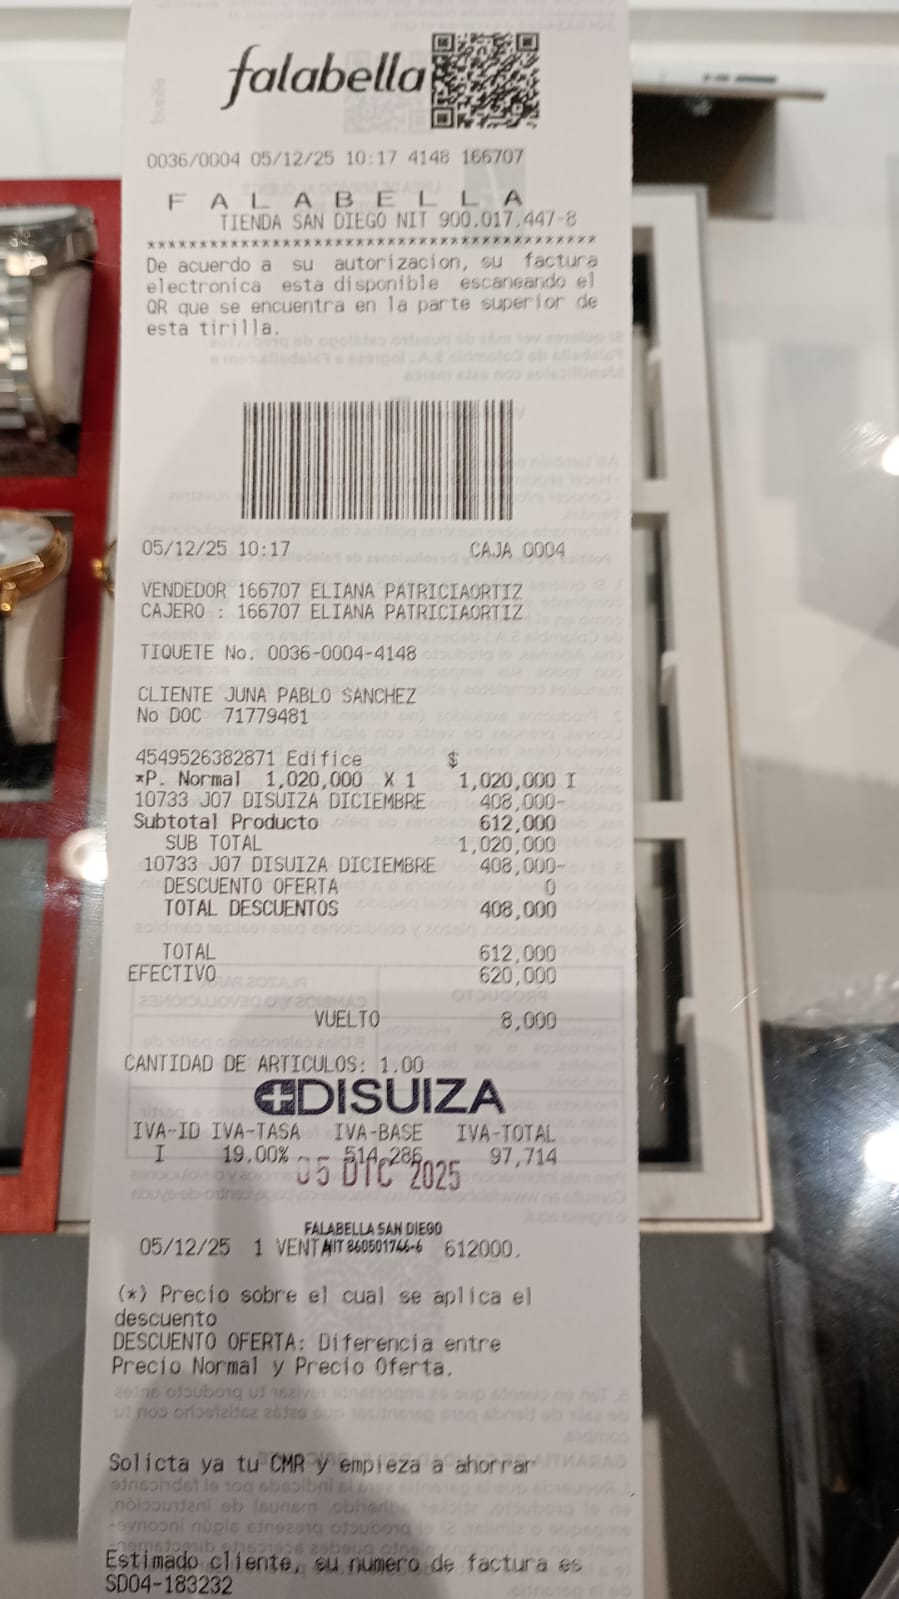 falabella
0036/0004 05/12/25 10:17 4148 166707
F A L A B E L L A
TIENDA SAN DIEGO NIT 900.017.447-8
*******************************************
De acuerdo a su autorizacion, su factura
electronica esta disponible escaneando el
QR que se encuentra en la parte superior de
esta tirilla.
05/12/25 10:17 CAJA 0004
VENDEDOR 166707 ELIANA PATRICIAORTIZ
CAJERO : 166707 ELIANA PATRICIAORTIZ
TIQUETE No. 0036-0004-4148
CLIENTE JUNA PABLO SANCHEZ
No DOC 71779481
4549526382871 Edifice $
*P. Normal 1,020,000 X 1 1,020,000 I
10733 J07 DISUIZA DICIEMBRE 408,000-
Subtotal Producto 612,000
SUB TOTAL 1,020,000
10733 J07 DISUIZA DICIEMBRE 408,000-
DESCUENTO OFERTA 0
TOTAL DESCUENTOS 408,000
TOTAL 612,000
EFECTIVO 620,000
VUELTO 8,000
CANTIDAD DE ARTICULOS: 1.00
DISUIZA
IVA-ID IVA-TASA IVA-BASE IVA-TOTAL
I 19.00% 514,286 97,714
05 DIC 2025
FALABELLA SAN DIEGO
05/12/25 1 VENT NIT 860501746-6 612000.
(*) Precio sobre el cual se aplica el
descuento
DESCUENTO OFERTA: Diferencia entre
Precio Normal y Precio Oferta.
Solicta ya tu CMR y empieza a ahorrar
Estimado cliente, su numero de factura es
SD04-183232